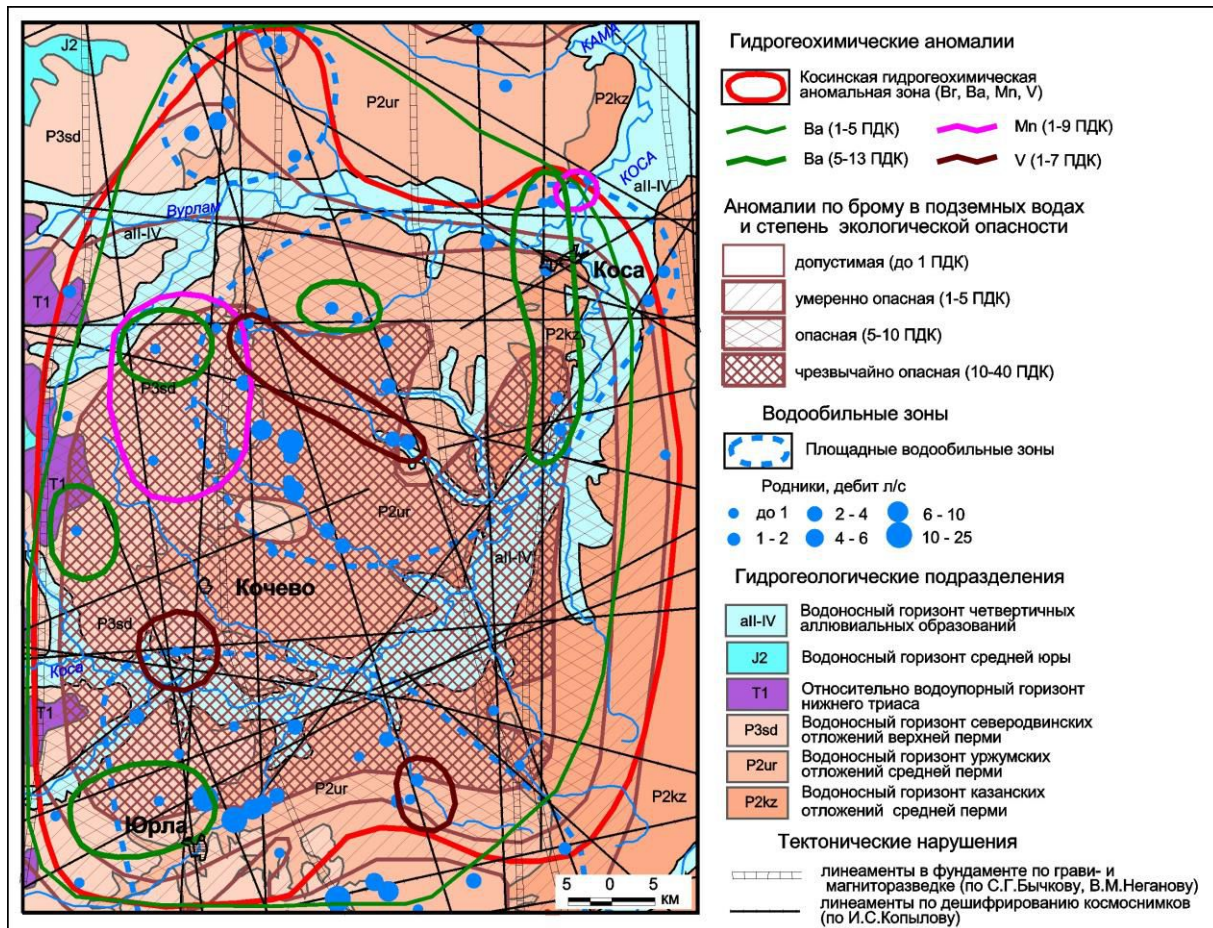 J2
КАМА
P2kz
P2ur
P3sd
КОСА
aII-IV
Вурлам
aII-IV
Коса
T1
P2kz
P3sd
T1
P2ur
aII-IV
Кочево
P3sd
Коса
T1
P2ur
P2kz
Юрла
5 0 5
км
Гидрогеохимические аномалии
Косинская гидрогеохимическая
аномальная зона (Br, Ba, Mn, V)
Ba (1-5 ПДК)
Mn (1-9 ПДК)
Ba (5-13 ПДК)
V (1-7 ПДК)
Аномалии по брому в подземных водах
и степень экологической опасности
допустимая (до 1 ПДК)
умеренно опасная (1-5 ПДК)
опасная (5-10 ПДК)
чрезвычайно опасная (10-40 ПДК)
Водообильные зоны
Площадные водообильные зоны
Родники, дебит л/с
до 1 2 - 4 6 - 10
1 - 2 4 - 6 10 - 25
Гидрогеологические подразделения
aII-IV
Водоносный горизонт четвертичных
аллювиальных образований
J2
Водоносный горизонт средней юры
T1
Относительно водоупорный горизонт
нижнего триаса
P3sd
Водоносный горизонт северодвинских
отложений верхней перми
P2ur
Водоносный горизонт уржумских
отложений средней перми
P2kz
Водоносный горизонт казанских
отложений средней перми
Тектонические нарушения
линеаменты в фундаменте по грави- и
магниторазведке (по С.Г.Бычкову, В.М.Неганову)
линеаменты по дешифрированию космоснимков
(по И.С.Копылову)